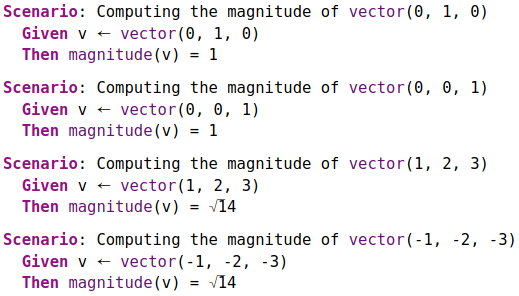 Scenario: Computing the magnitude of vector(0, 1, 0)
Given v ← vector(0, 1, 0)
Then magnitude(v) = 1
Scenario: Computing the magnitude of vector(0, 0, 1)
Given v ← vector(0, 0, 1)
Then magnitude(v) = 1
Scenario: Computing the magnitude of vector(1, 2, 3)
Given v ← vector(1, 2, 3)
Then magnitude(v) = √14
Scenario: Computing the magnitude of vector(-1, -2, -3)
Given v ← vector(-1, -2, -3)
Then magnitude(v) = √14